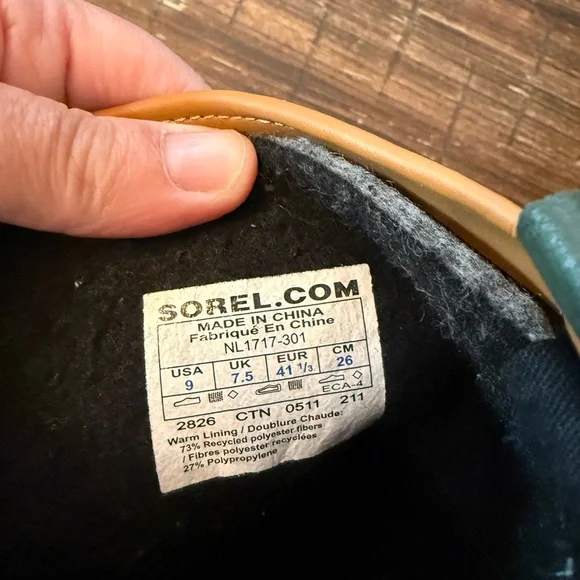 SOREL.COM
MADE IN CHINA
Fabriqué En Chine
NL1717-301
USA UK EUR CM
9 7.5 41 1/3 26
ECA-4
2826 CTN 0511 211
Warm Lining / Doublure Chaude:
73% Recycled polyester fibers
/ Fibres polyester recyclées
27% Polypropylene